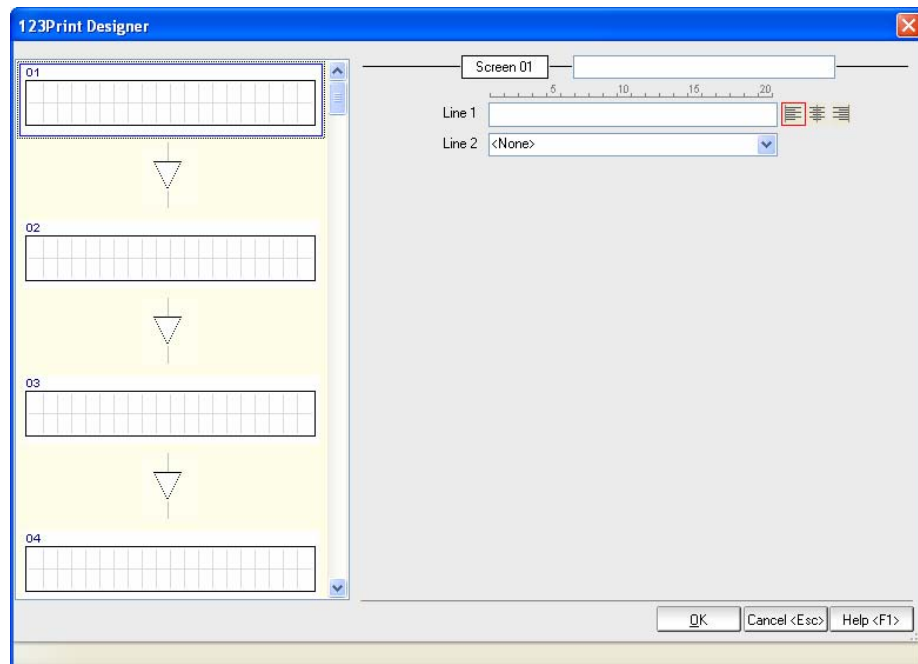 123Print Designer
01
02
03
04
Screen 01
5 10 15 20
Line 1
Line 2 <None>
OK Cancel <Esc> Help <F1>